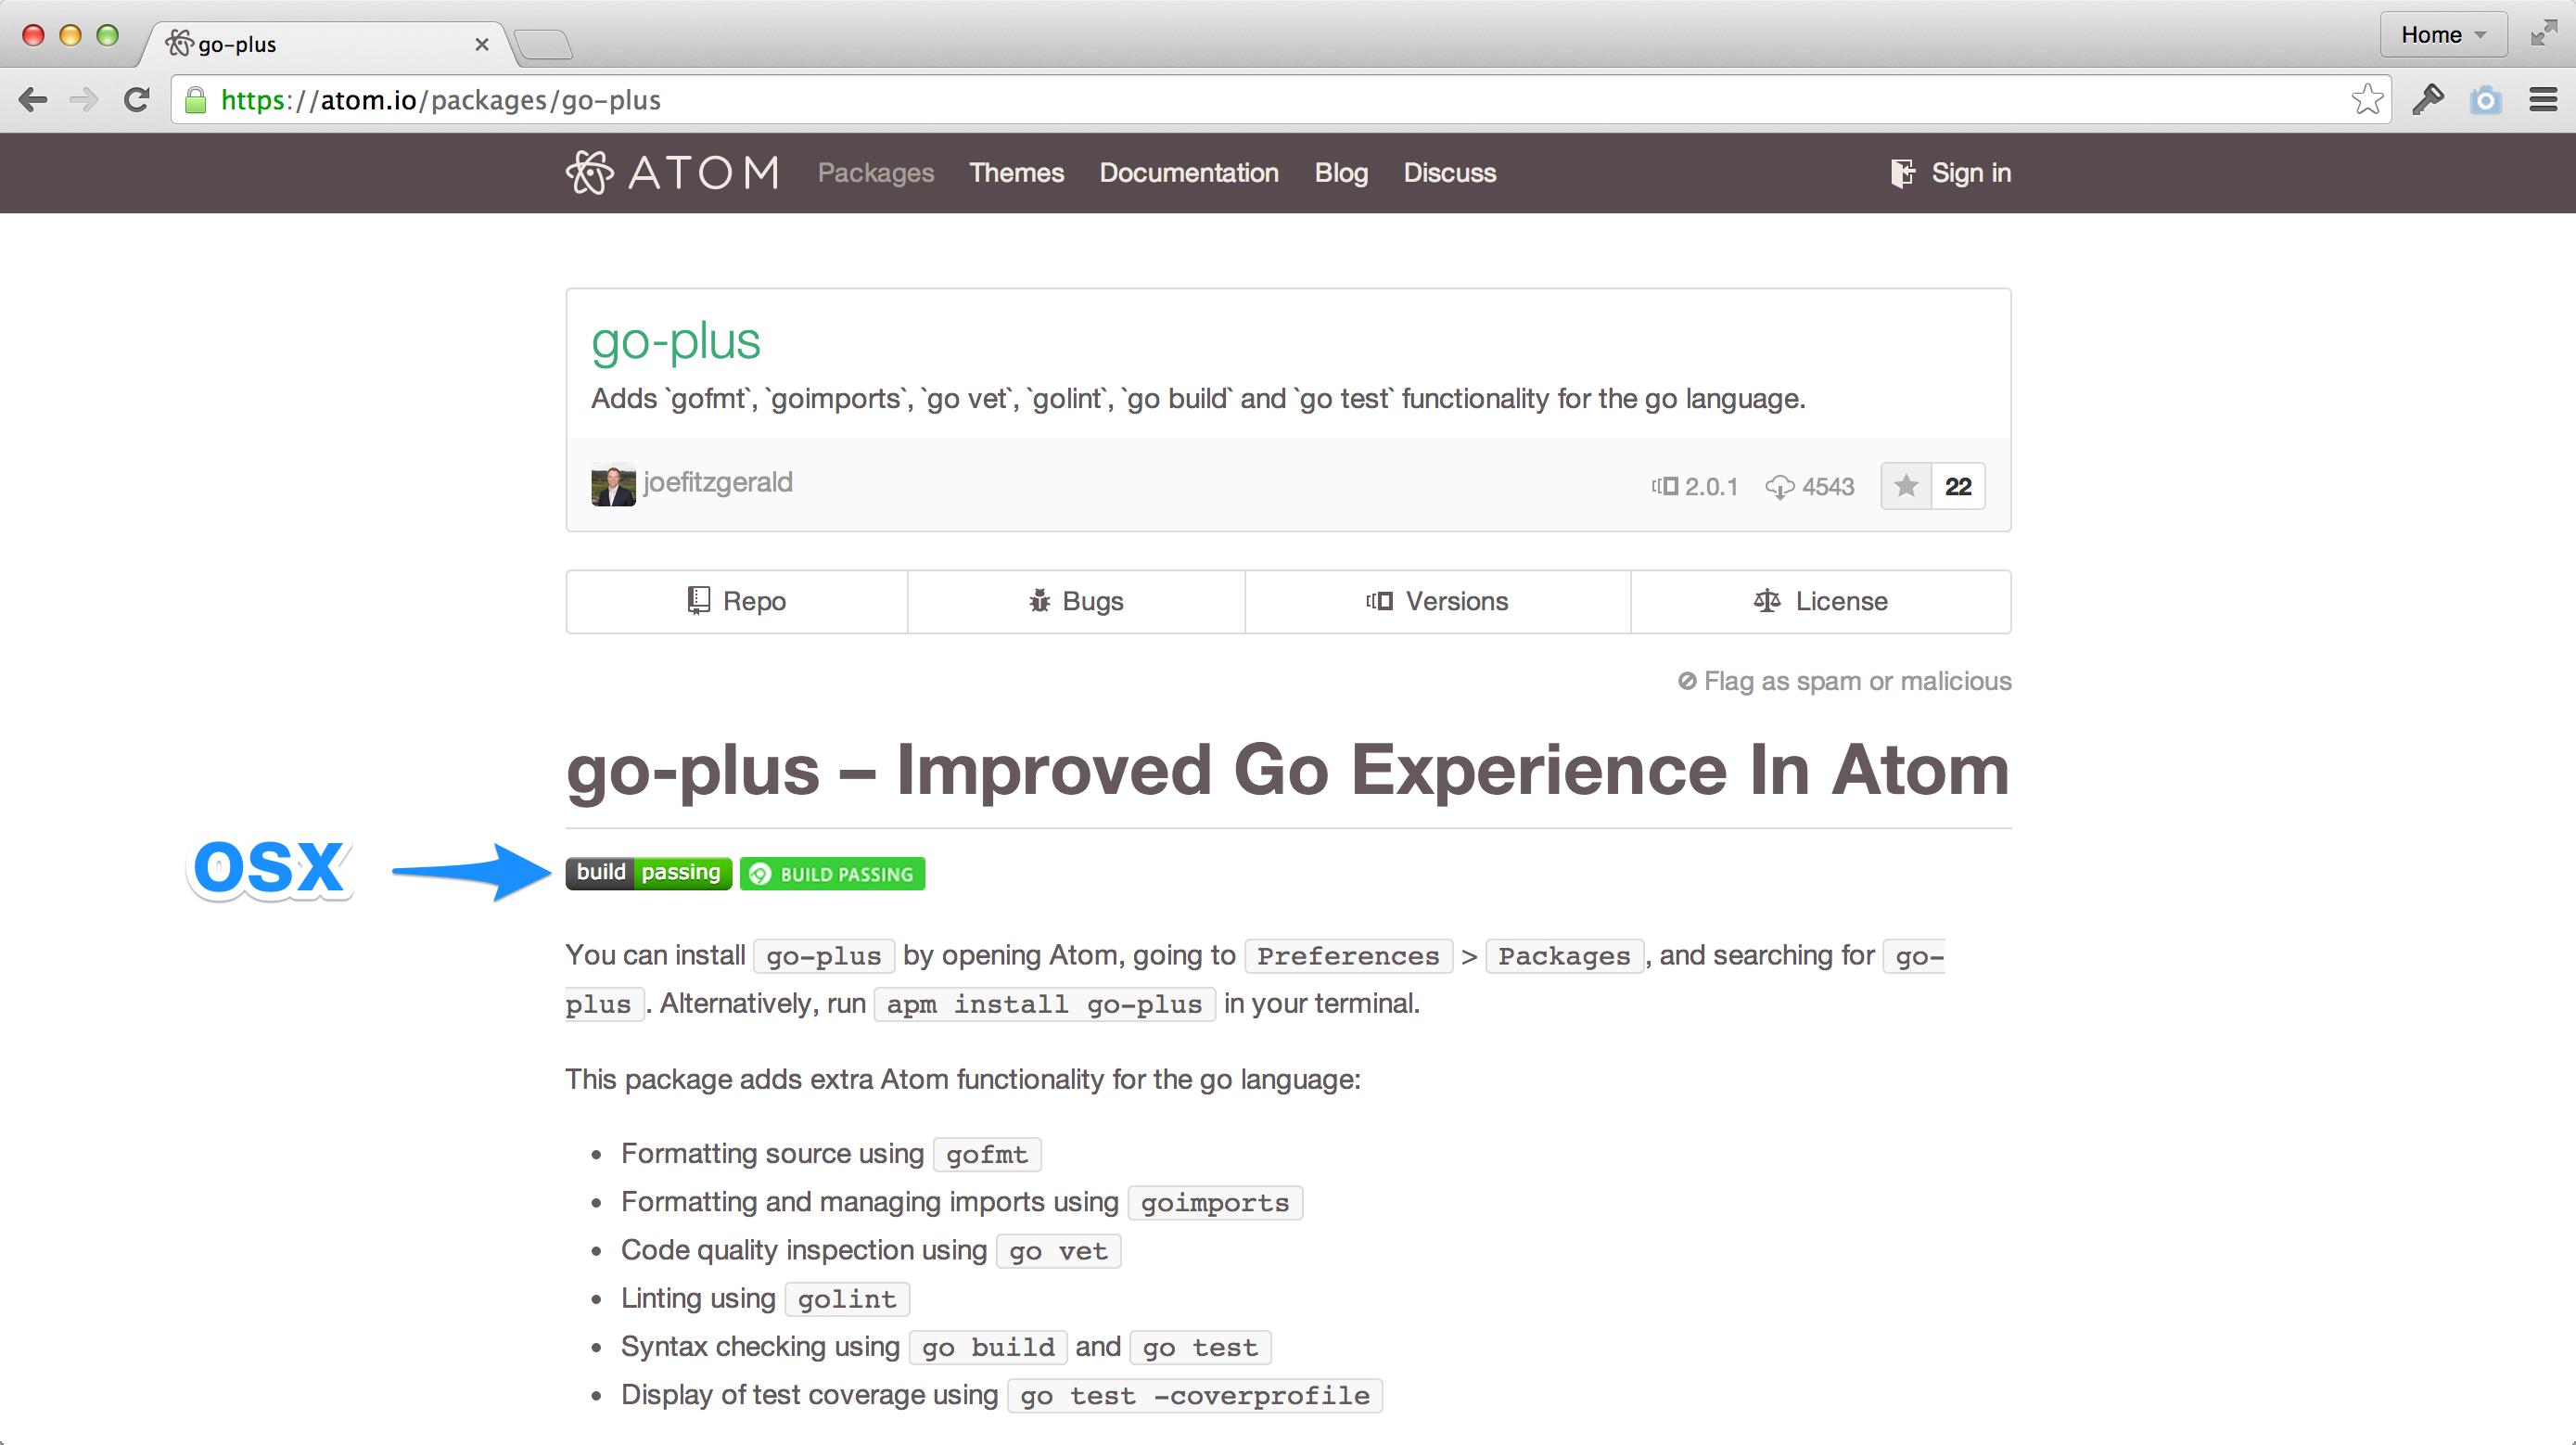 go-plus
Home
https://atom.io/packages/go-plus
ATOM Packages Themes Documentation Blog Discuss Sign in
go-plus
Adds `gofmt`, `goimports`, `go vet`, `golint`, `go build` and `go test` functionality for the go language.
joefitzgerald 2.0.1 4543 22
Repo Bugs Versions License
Flag as spam or malicious
go-plus – Improved Go Experience In Atom
osx build passing BUILD PASSING
You can install go-plus by opening Atom, going to Preferences > Packages , and searching for go-
plus . Alternatively, run apm install go-plus in your terminal.
This package adds extra Atom functionality for the go language:
• Formatting source using gofmt
• Formatting and managing imports using goimports
• Code quality inspection using go vet
• Linting using golint
• Syntax checking using go build and go test
• Display of test coverage using go test -coverprofile